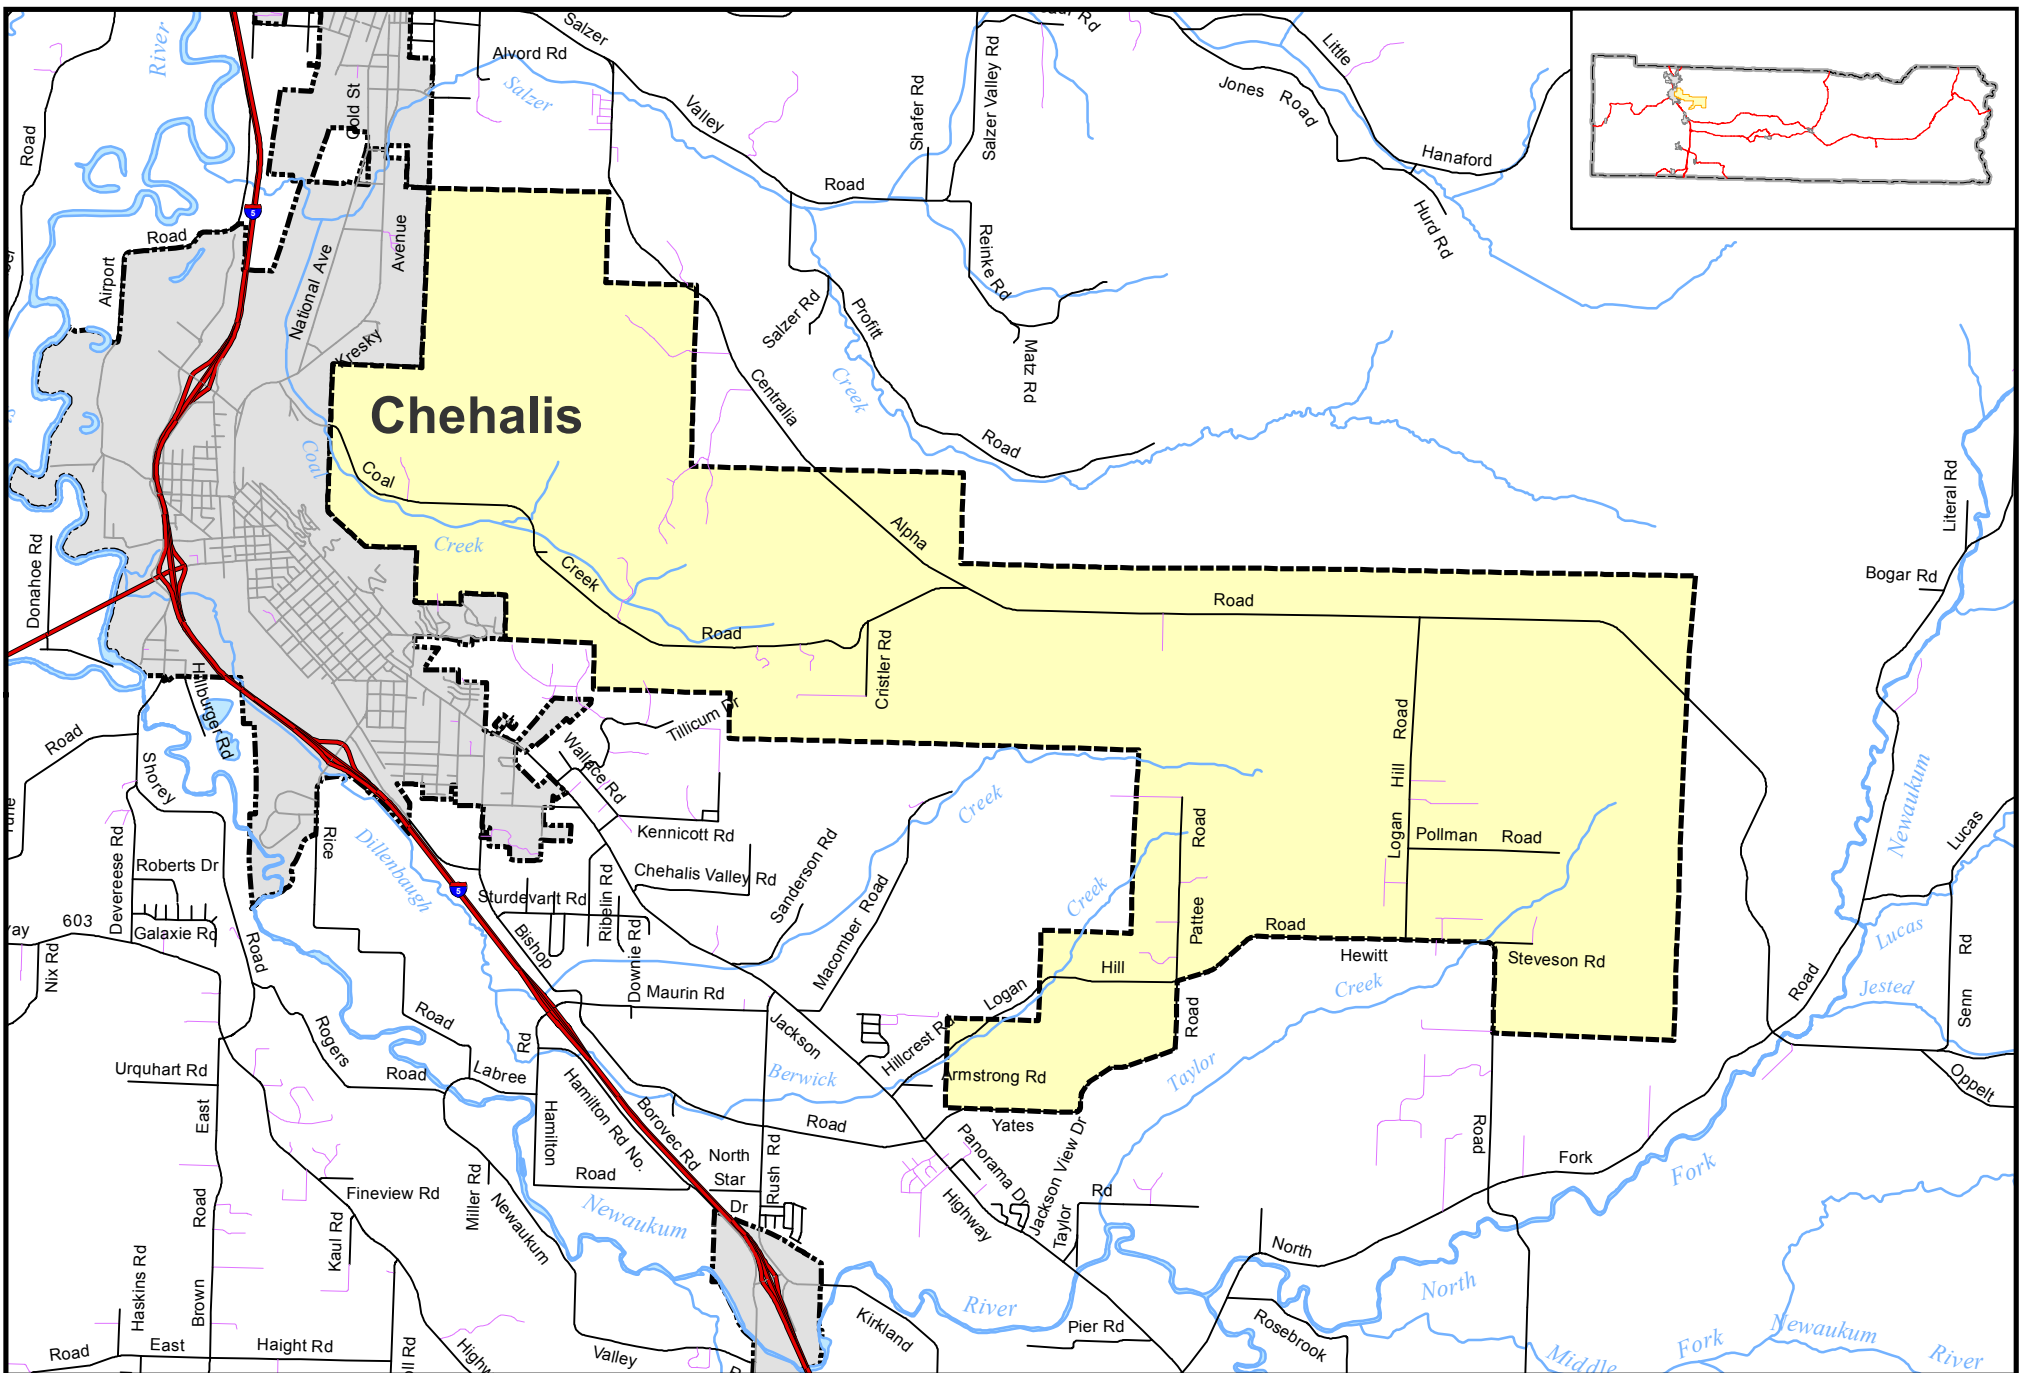 River
Salzer
Alvord Rd
Salzer
Gold St
Valley
Shafer Rd
Salzer Valley Rd
Little
Jones Road
Hanaford
Hurd Rd
Road
Road
Road
Airport
5
National Ave
Avenue
Kresky
Reinke Rd
Salzer Rd
Profitt
Matz Rd
Creek
Centralia
Road
Chehalis
Coal
Coal
Creek
Creek
Alpha
Road
Road
Cristler Rd
Literal Rd
Bogar Rd
Donahoe Rd
Hilburger Rd
Road
Shorey
Tillicum Dr
Wallace Rd
Kennicott Rd
Chehalis Valley Rd
Sanderson Rd
Macomber Road
Creek
Creek
Road
Pattee
Road
Hill
Logan
Pollman Road
Newaukum
Lucas
Lucas
Devereese Rd
Roberts Dr
Rice
Dillenbaugh
5
Sturdevant Rd
Ribelin Rd
Downie Rd
Bishop
603
Galaxie Rd
Nix Rd
Road
Maurin Rd
Logan
Hill
Road
Hewitt
Steveson Rd
Creek
Road
Senn Rd
Jested
Oppelt
Jackson
Hillcrest Rd
Armstrong Rd
Road
Taylor
Rogers
Road
Road
Labree
Rd
Urquhart Rd
East
Hamilton
Hamilton Rd No.
Borovec Rd
Berwick
Road
Yates
Road
Fork
Fork
Fineview Rd
Kaul Rd
Miller Rd
Newaukum
Road
North
Star
Dr
Rush Rd
Panorama Dr
Jackson View Dr
Highway
Taylor
Rd
Newaukum
Road
Brown
Haskins Rd
North
North
River
Kirkland
Pier Rd
Rosebrook
Road
East
Haight Rd
Valley
Middle
Fork
Newaukum
River